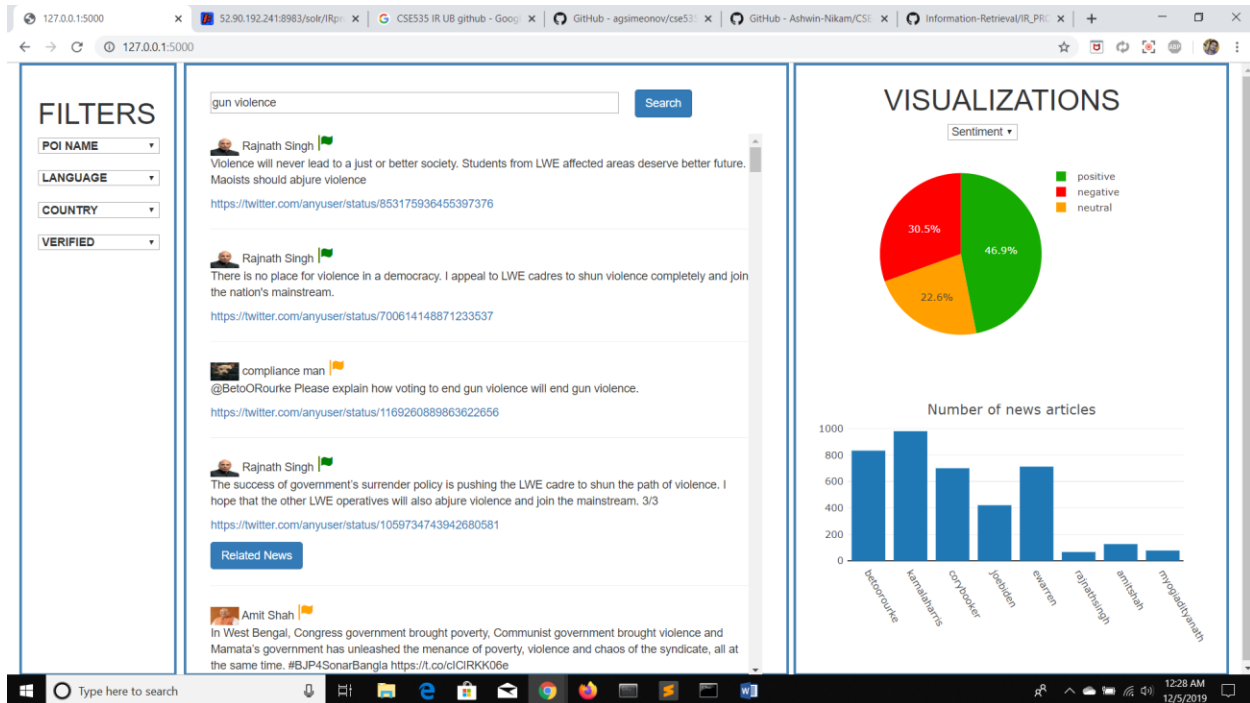 127.0.0.1:5000
52.90.192.241:8983/solr/IRpro
CSE535 IR UB github - Goog
GitHub - agsimeonov/cse535
GitHub - Ashwin-Nikam/CSE
Information-Retrieval/IR_PRO
127.0.0.1:5000
ABP
FILTERS
POI NAME
LANGUAGE
COUNTRY
VERIFIED
gun violence
Search
Rajnath Singh
Violence will never lead to a just or better society. Students from LWE affected areas deserve better future.
Maoists should abjure violence
https://twitter.com/anyuser/status/853175936455397376
Rajnath Singh
There is no place for violence in a democracy. I appeal to LWE cadres to shun violence completely and join
the nation's mainstream.
https://twitter.com/anyuser/status/700614148871233537
compliance man
@BetoORourke Please explain how voting to end gun violence will end gun violence.
https://twitter.com/anyuser/status/1169260889863622656
Rajnath Singh
The success of government's surrender policy is pushing the LWE cadre to shun the path of violence. I
hope that the other LWE operatives will also abjure violence and join the mainstream. 3/3
https://twitter.com/anyuser/status/1059734743942680581
Related News
Amit Shah
In West Bengal, Congress government brought poverty, Communist government brought violence and
Mamata's government has unleashed the menance of poverty, violence and chaos of the syndicate, all at
the same time. #BJP4SonarBangla https://t.co/cIClRKK06e
VISUALIZATIONS
Sentiment
positive
negative
neutral
30.5%
46.9%
22.6%
Number of news articles
1000
800
600
400
200
0
betoorourke
kamalaharris
corybooker
joebiden
ewarren
rajnathsingh
amitshah
myogiadityanath
Type here to search
12:28 AM
12/5/2019